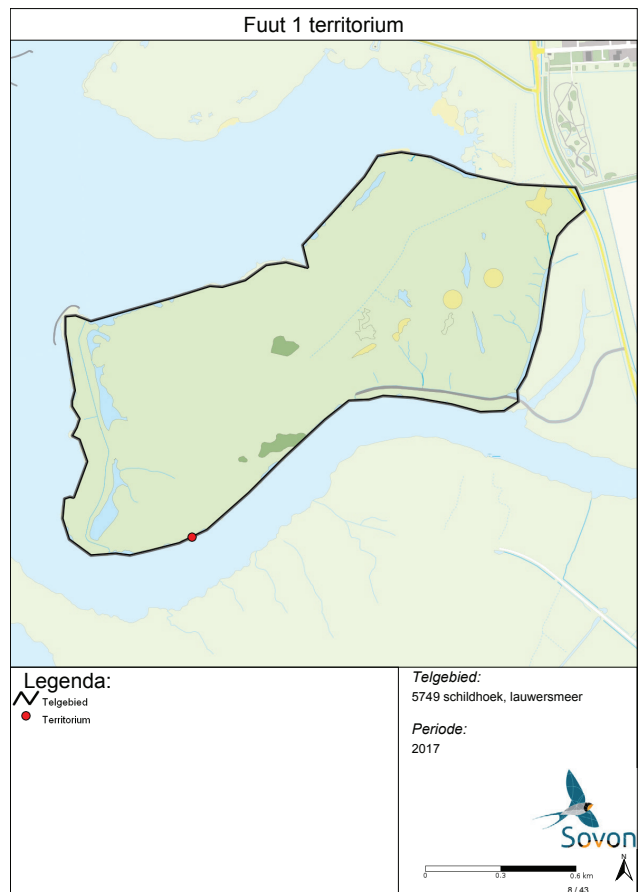 Fuut 1 territorium
Legenda:
Telgebied
Territorium
Telgebied:
5749 schildhoek, lauwersmeer
Periode:
2017
Sovon
N
0 0.3 0.6 km
8 / 43